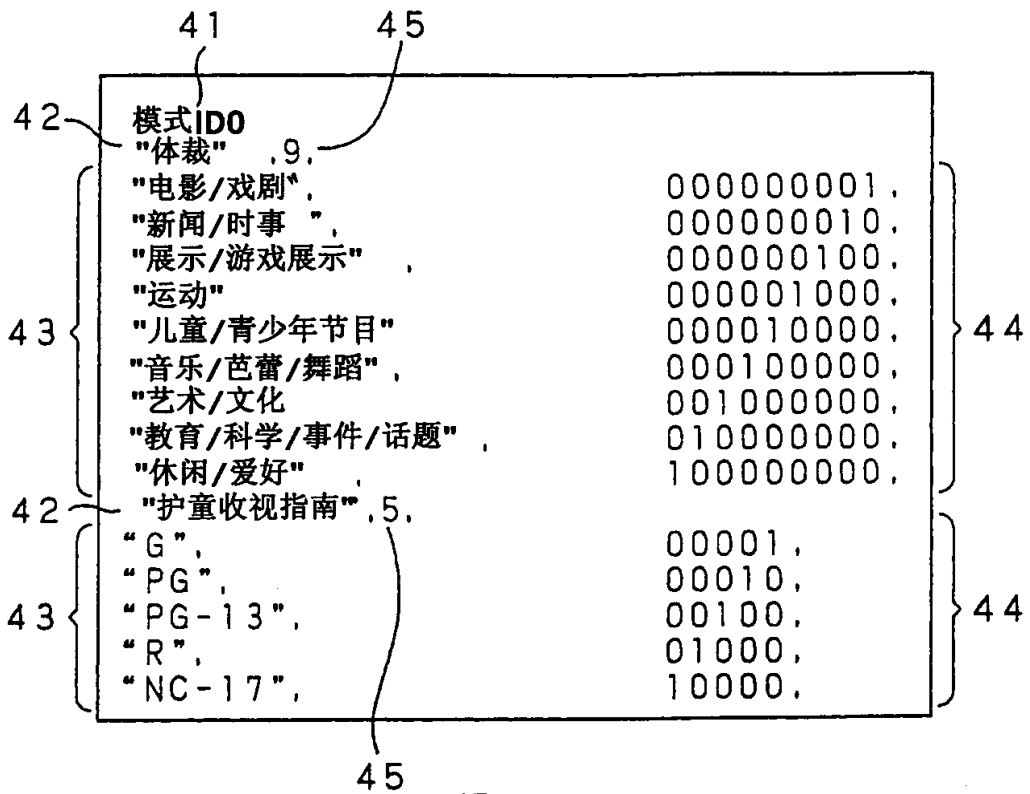 41 45
42 模式ID0
"体裁" ,9,
"电影/戏剧", 000000001,
"新闻/时事 ", 000000010,
"展示/游戏展示" , 000000100,
"运动" 000001000,
43 "儿童/青少年节目" 000010000, 44
"音乐/芭蕾/舞蹈" , 000100000,
"艺术/文化 001000000,
"教育/科学/事件/话题" , 010000000,
"休闲/爱好" , 100000000,
42 "护童收视指南"" ,5,
"G", 00001,
"PG", 00010,
43 "PG-13", 00100, 44
"R", 01000,
"NC-17", 10000,
45